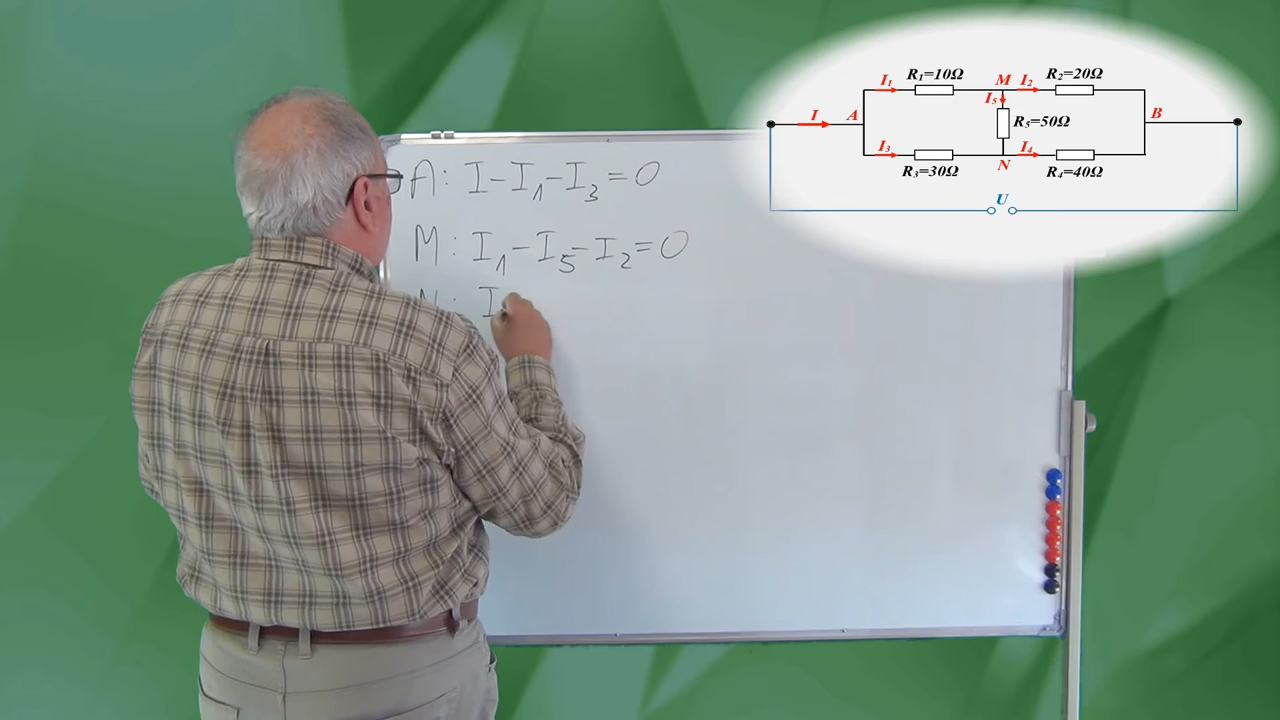 A: I-I₁-I₃=0
M: I₁-I₅-I₂=0
N: I
I₁ R₁=10Ω M I₂ R₂=20Ω
I A I₅ R₅=50Ω B
I₃ R₃=30Ω N I₄ R₄=40Ω
U